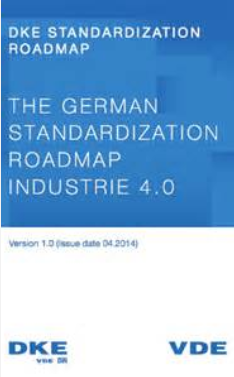 DKE STANDARDIZATION
ROADMAP
THE GERMAN
STANDARDIZATION
ROADMAP
INDUSTRIE 4.0
Version 1.0 (Issue date 04.2014)
DKE
VDE
VDE